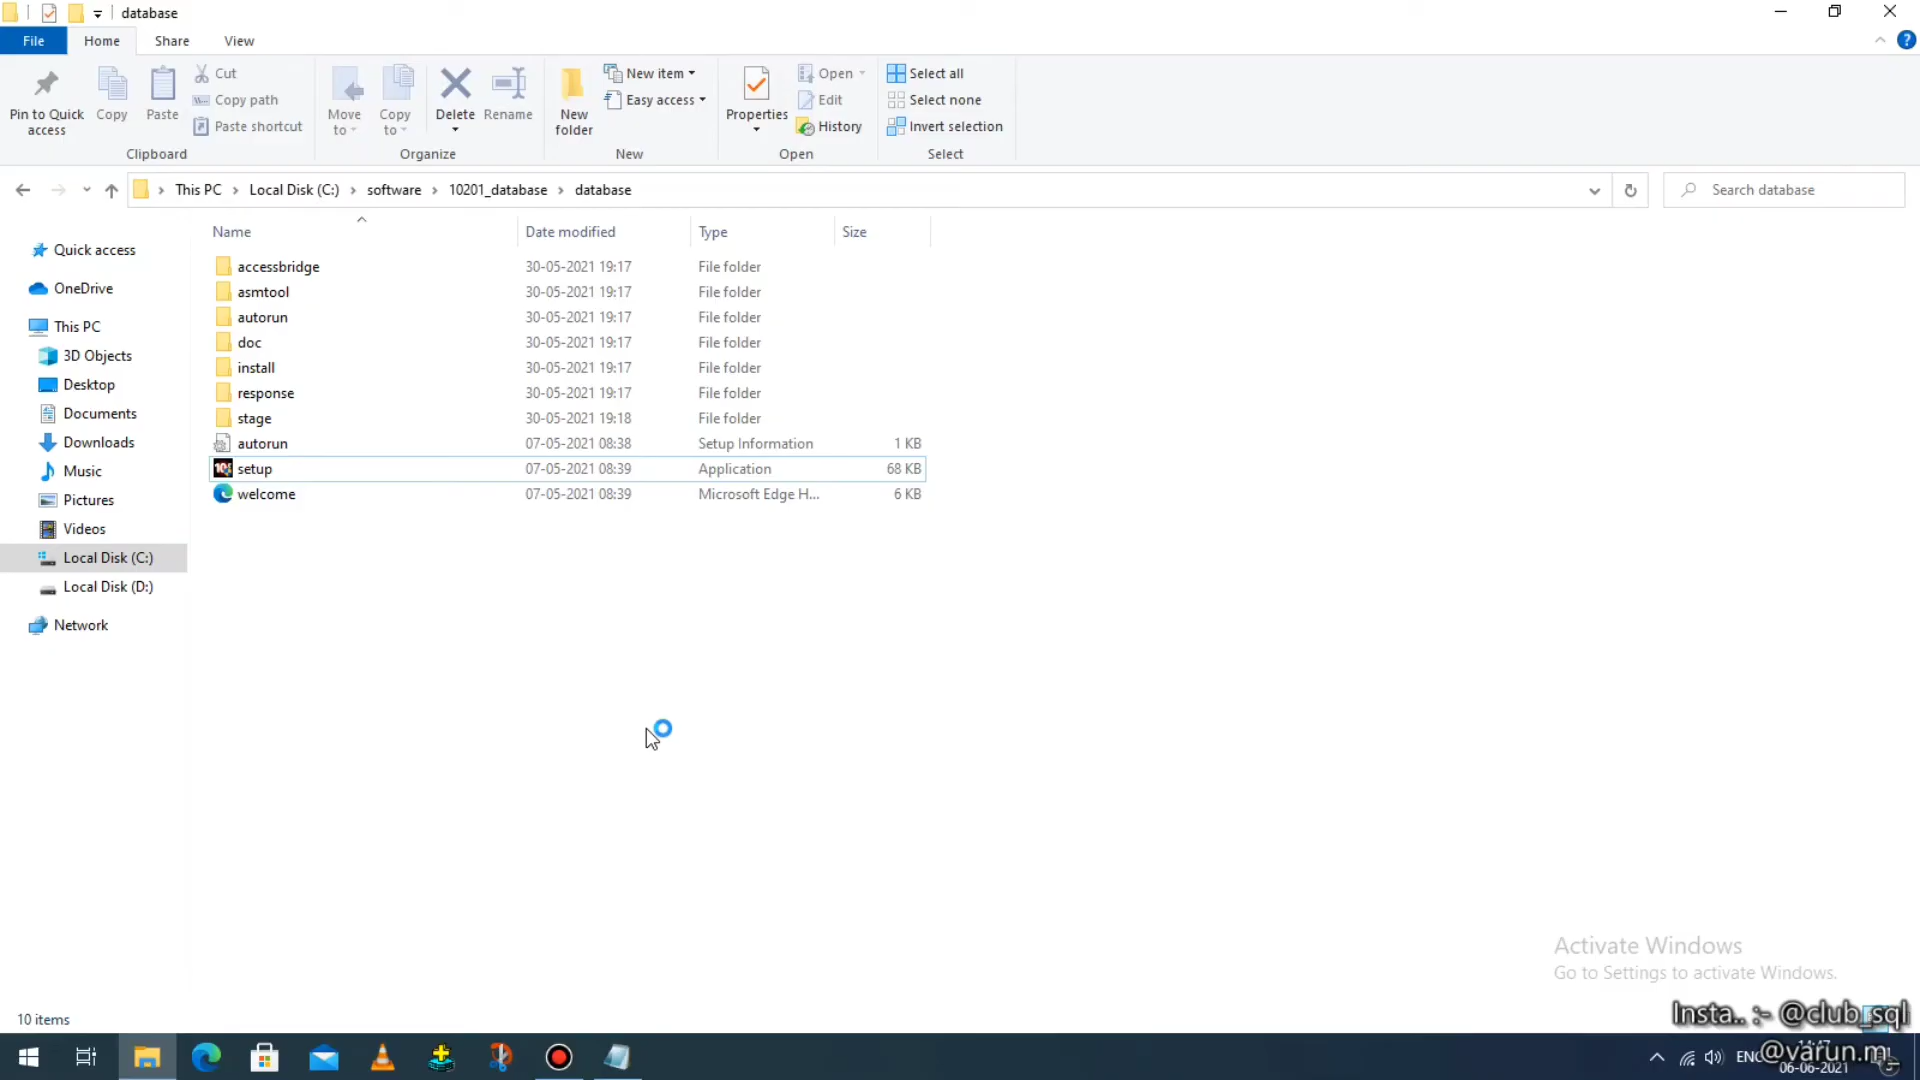 database
File
Home
Share
View
Pin to Quick access
Copy
Paste
Cut
Copy path
Paste shortcut
Clipboard
Move to
Copy to
Delete
Rename
Organize
New folder
New item
Easy access
New
Properties
Open
Edit
History
Open
Select all
Select none
Invert selection
Select
This PC > Local Disk (C:) > software > 10201_database > database
Search database
Quick access
OneDrive
This PC
3D Objects
Desktop
Documents
Downloads
Music
Pictures
Videos
Local Disk (C:)
Local Disk (D:)
Network
Name Date modified Type Size
accessbridge 30-05-2021 19:17 File folder
asmtool 30-05-2021 19:17 File folder
autorun 30-05-2021 19:17 File folder
doc 30-05-2021 19:17 File folder
install 30-05-2021 19:17 File folder
response 30-05-2021 19:17 File folder
stage 30-05-2021 19:18 File folder
autorun 07-05-2021 08:38 Setup Information 1 KB
setup 07-05-2021 08:39 Application 68 KB
welcome 07-05-2021 08:39 Microsoft Edge H... 6 KB
Activate Windows
Go to Settings to activate Windows.
10 items
Insta.. :- @club_sql
@varun.m
ENG
06-06-2021